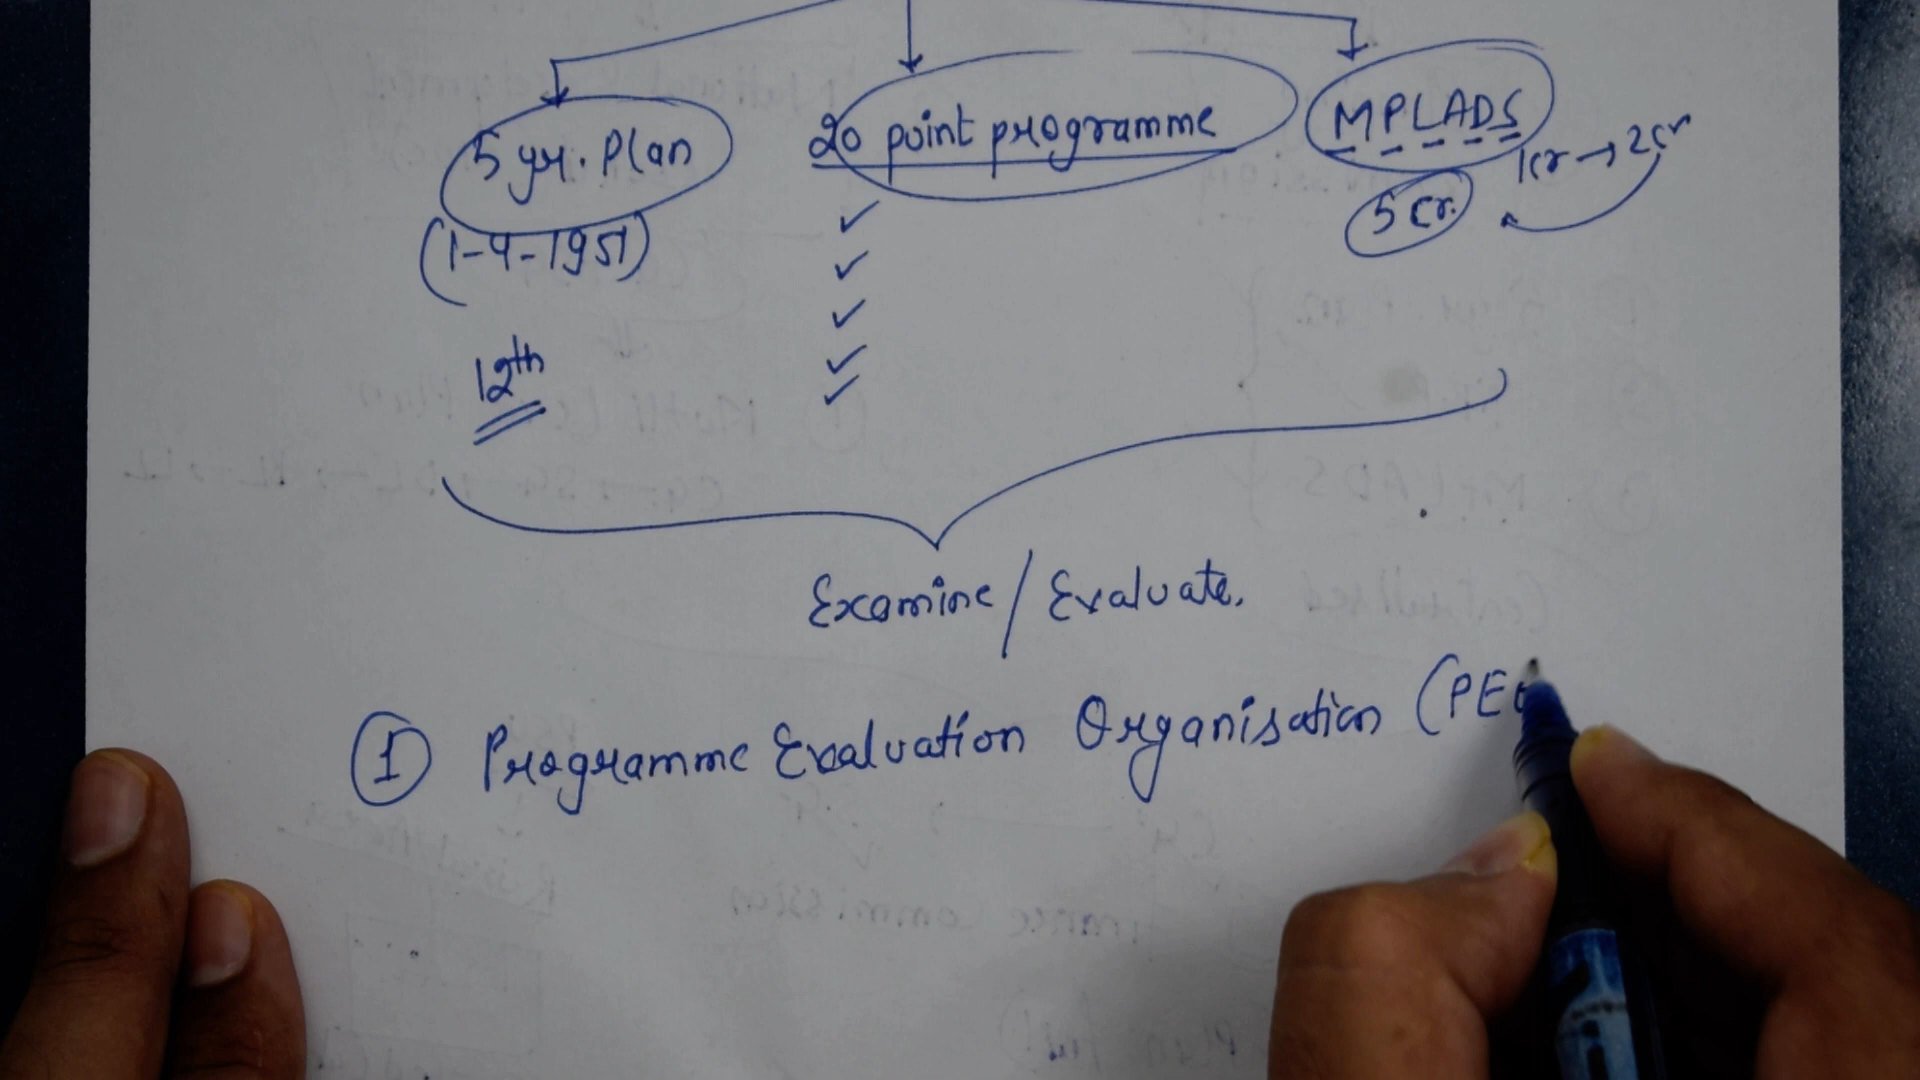 5 yr. Plan
20 point programme
MPLADS
1cr → 2cr
5 Cr.
(1-4-1951)
12th
Examine / Evaluate,
1 Programme Evaluation Organisation (PEO